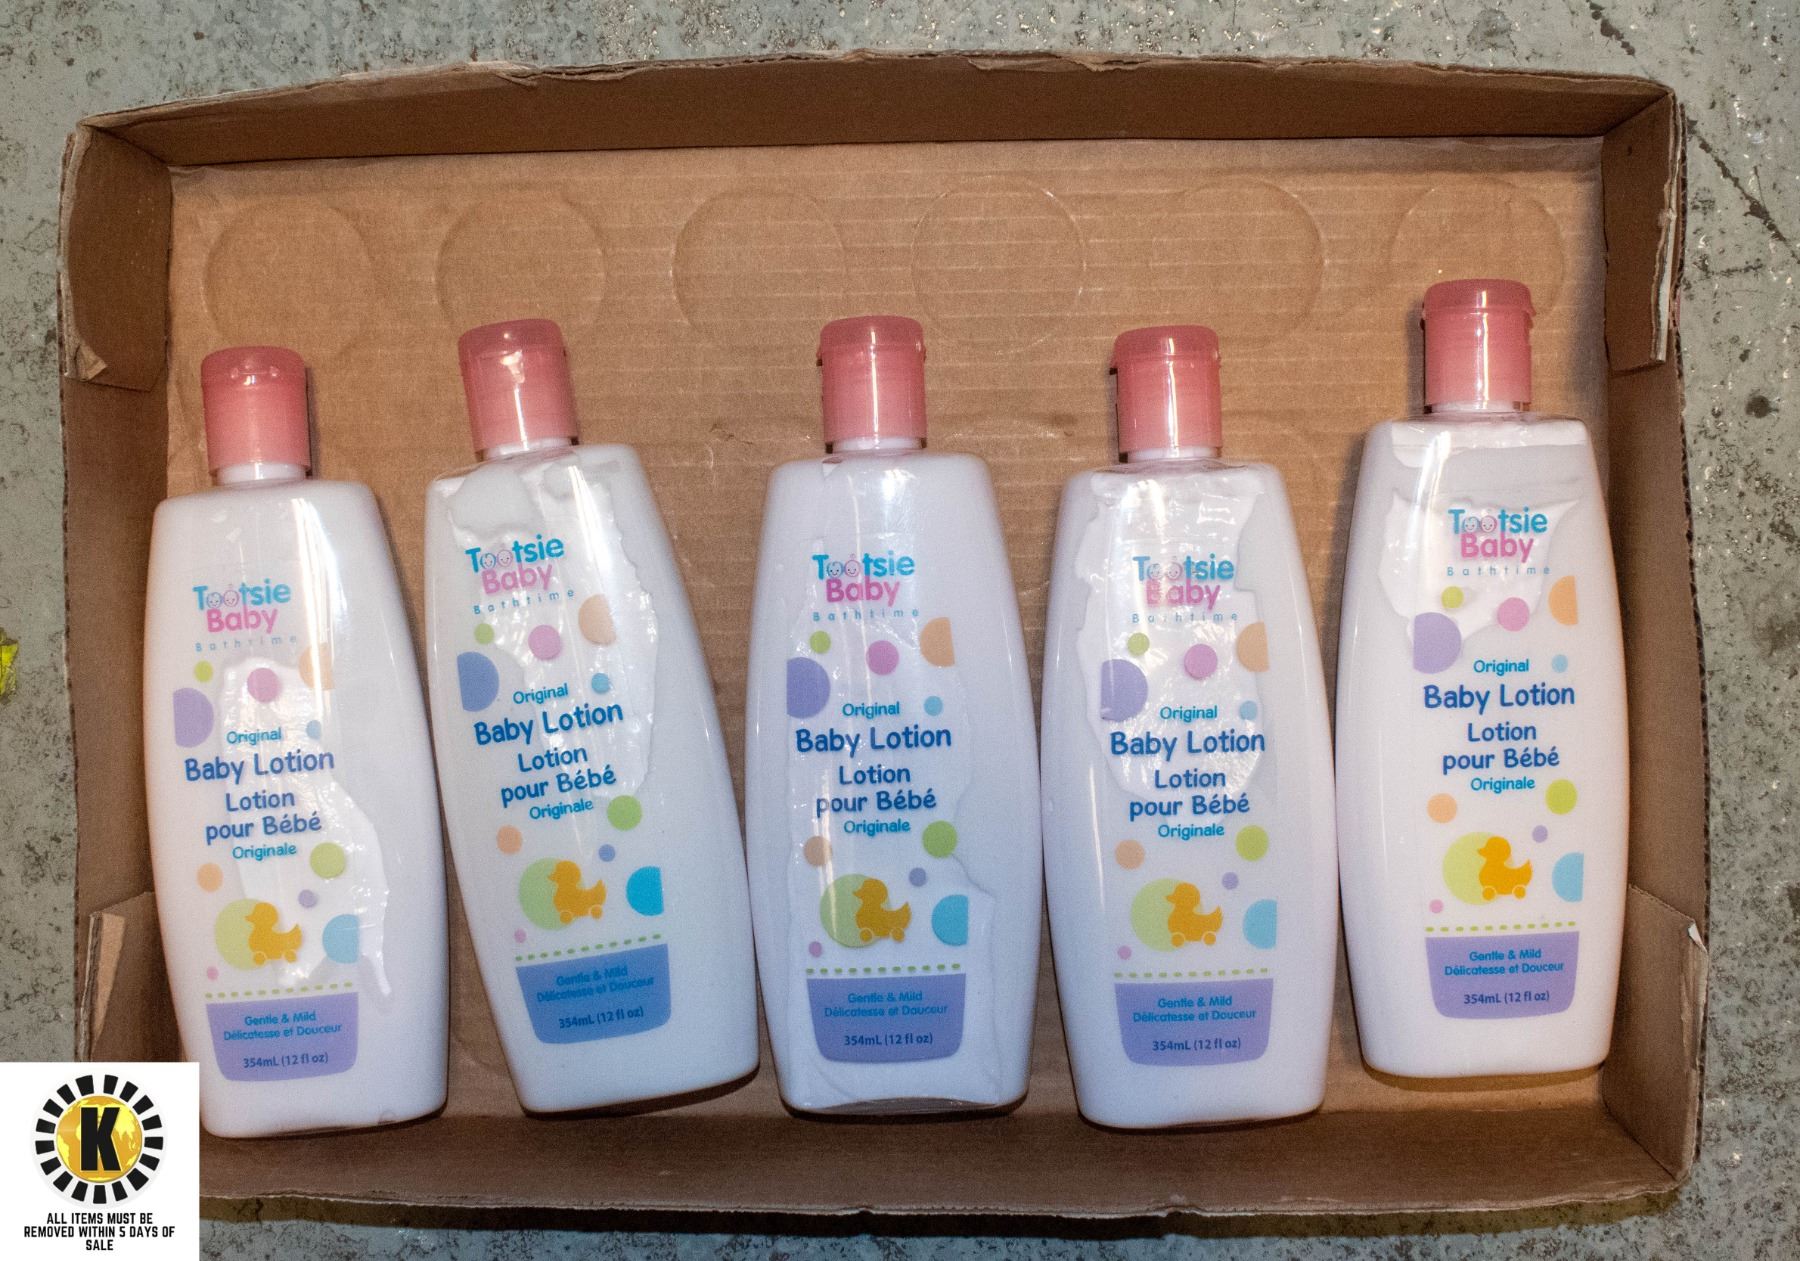 Tootsie
Baby
Bathtime
Original
Baby Lotion
Lotion
pour Bébé
Originale
Gentle & Mild
Délicatesse et Douceur
354mL (12 fl oz)
Tootsie
Baby
Bathtime
Original
Baby Lotion
Lotion
pour Bébé
Originale
Gentle & Mild
Délicatesse et Douceur
354mL (12 fl oz)
Tootsie
Baby
Bathtime
Original
Baby Lotion
Lotion
pour Bébé
Originale
Gentle & Mild
Délicatesse et Douceur
354mL (12 fl oz)
Tootsie
Baby
Bathtime
Original
Baby Lotion
Lotion
pour Bébé
Originale
Gentle & Mild
Délicatesse et Douceur
354mL (12 fl oz)
Tootsie
Baby
Bathtime
Original
Baby Lotion
Lotion
pour Bébé
Originale
Gentle & Mild
Délicatesse et Douceur
354mL (12 fl oz)
K
ALL ITEMS MUST BE
REMOVED WITHIN 5 DAYS OF
SALE